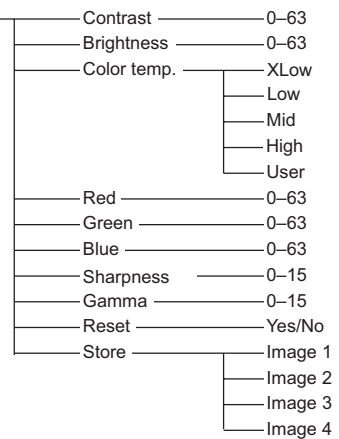 Contrast 0–63
Brightness 0–63
Color temp. XLow
Low
Mid
High
User
Red 0–63
Green 0–63
Blue 0–63
Sharpness 0–15
Gamma 0–15
Reset Yes/No
Store Image 1
Image 2
Image 3
Image 4